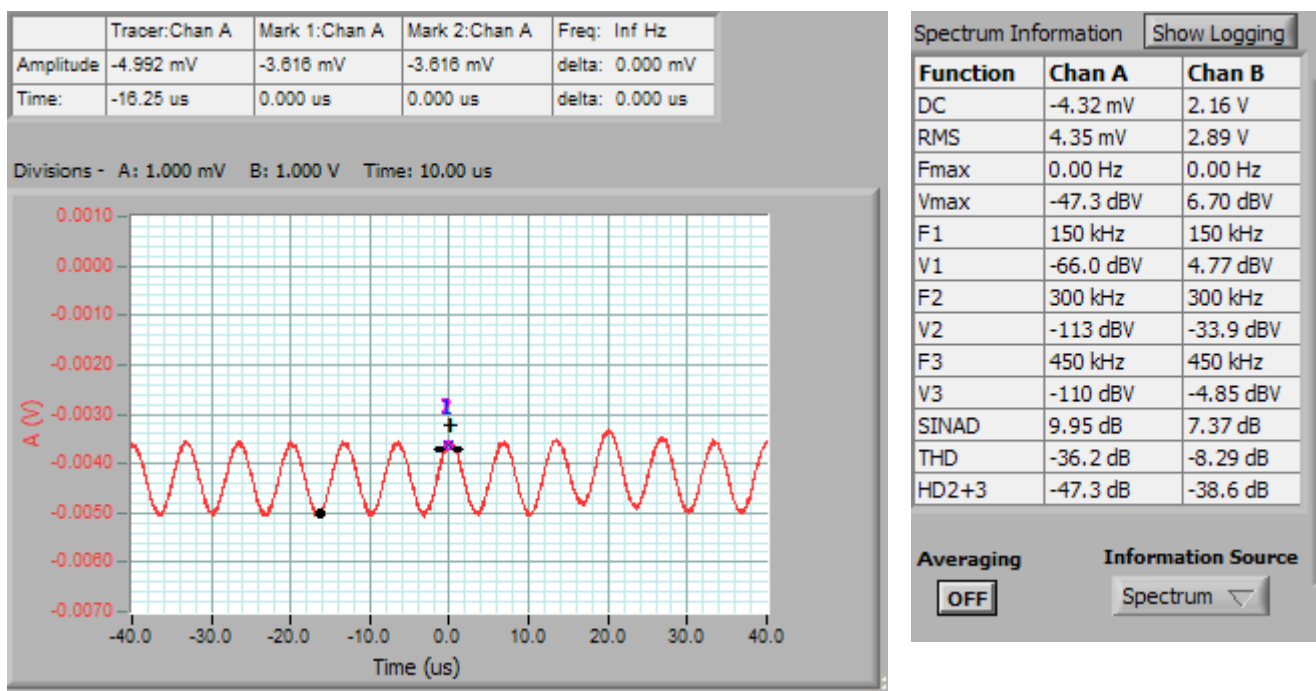 Tracer:Chan A Mark 1:Chan A Mark 2:Chan A Freq: Inf Hz
Amplitude -4.992 mV -3.616 mV -3.616 mV delta: 0.000 mV
Time: -16.25 us 0.000 us 0.000 us delta: 0.000 us
Divisions - A: 1.000 mV B: 1.000 V Time: 10.00 us
0.0010
0.0000
-0.0010
-0.0020
-0.0030
-0.0040
-0.0050
-0.0060
-0.0070
A (V)
1
-40.0 -30.0 -20.0 -10.0 0.0 10.0 20.0 30.0 40.0
Time (us)
Spectrum Information Show Logging
Function Chan A Chan B
DC -4.32 mV 2.16 V
RMS 4.35 mV 2.89 V
Fmax 0.00 Hz 0.00 Hz
Vmax -47.3 dBV 6.70 dBV
F1 150 kHz 150 kHz
V1 -66.0 dBV 4.77 dBV
F2 300 kHz 300 kHz
V2 -113 dBV -33.9 dBV
F3 450 kHz 450 kHz
V3 -110 dBV -4.85 dBV
SINAD 9.95 dB 7.37 dB
THD -36.2 dB -8.29 dB
HD2+3 -47.3 dB -38.6 dB
Averaging Information Source
OFF Spectrum